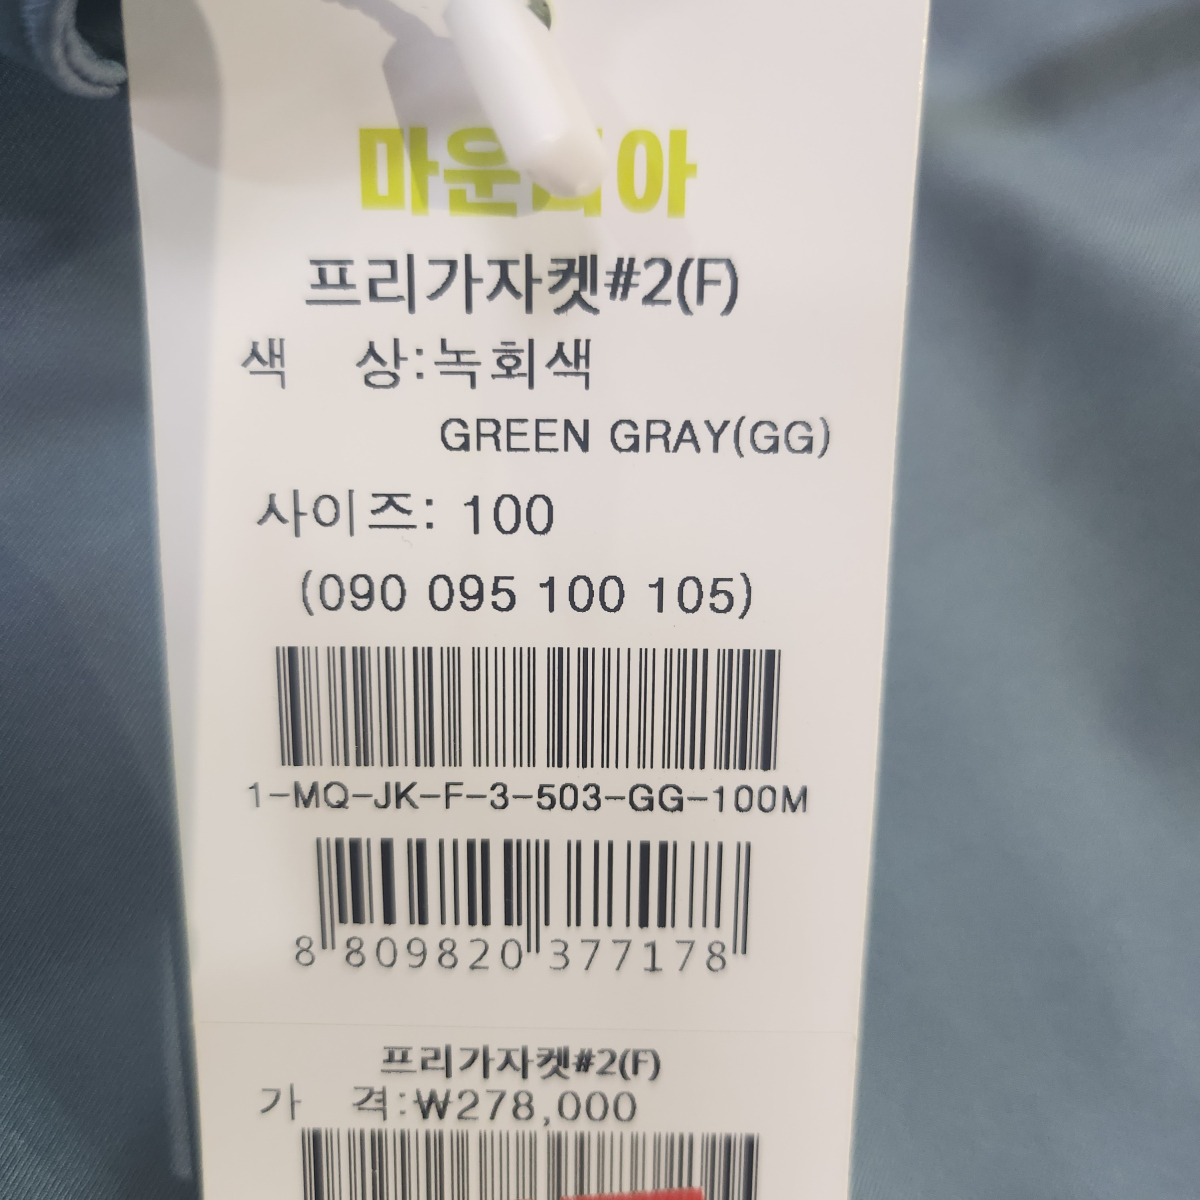 프리가자켓#2(F)
색 상:녹회색
GREEN GRAY(GG)
사이즈: 100
(090 095 100 105)
1-MQ-JK-F-3-503-GG-100M
8 809820 377178
프리가자켓#2(F)
가 격:₩278,000